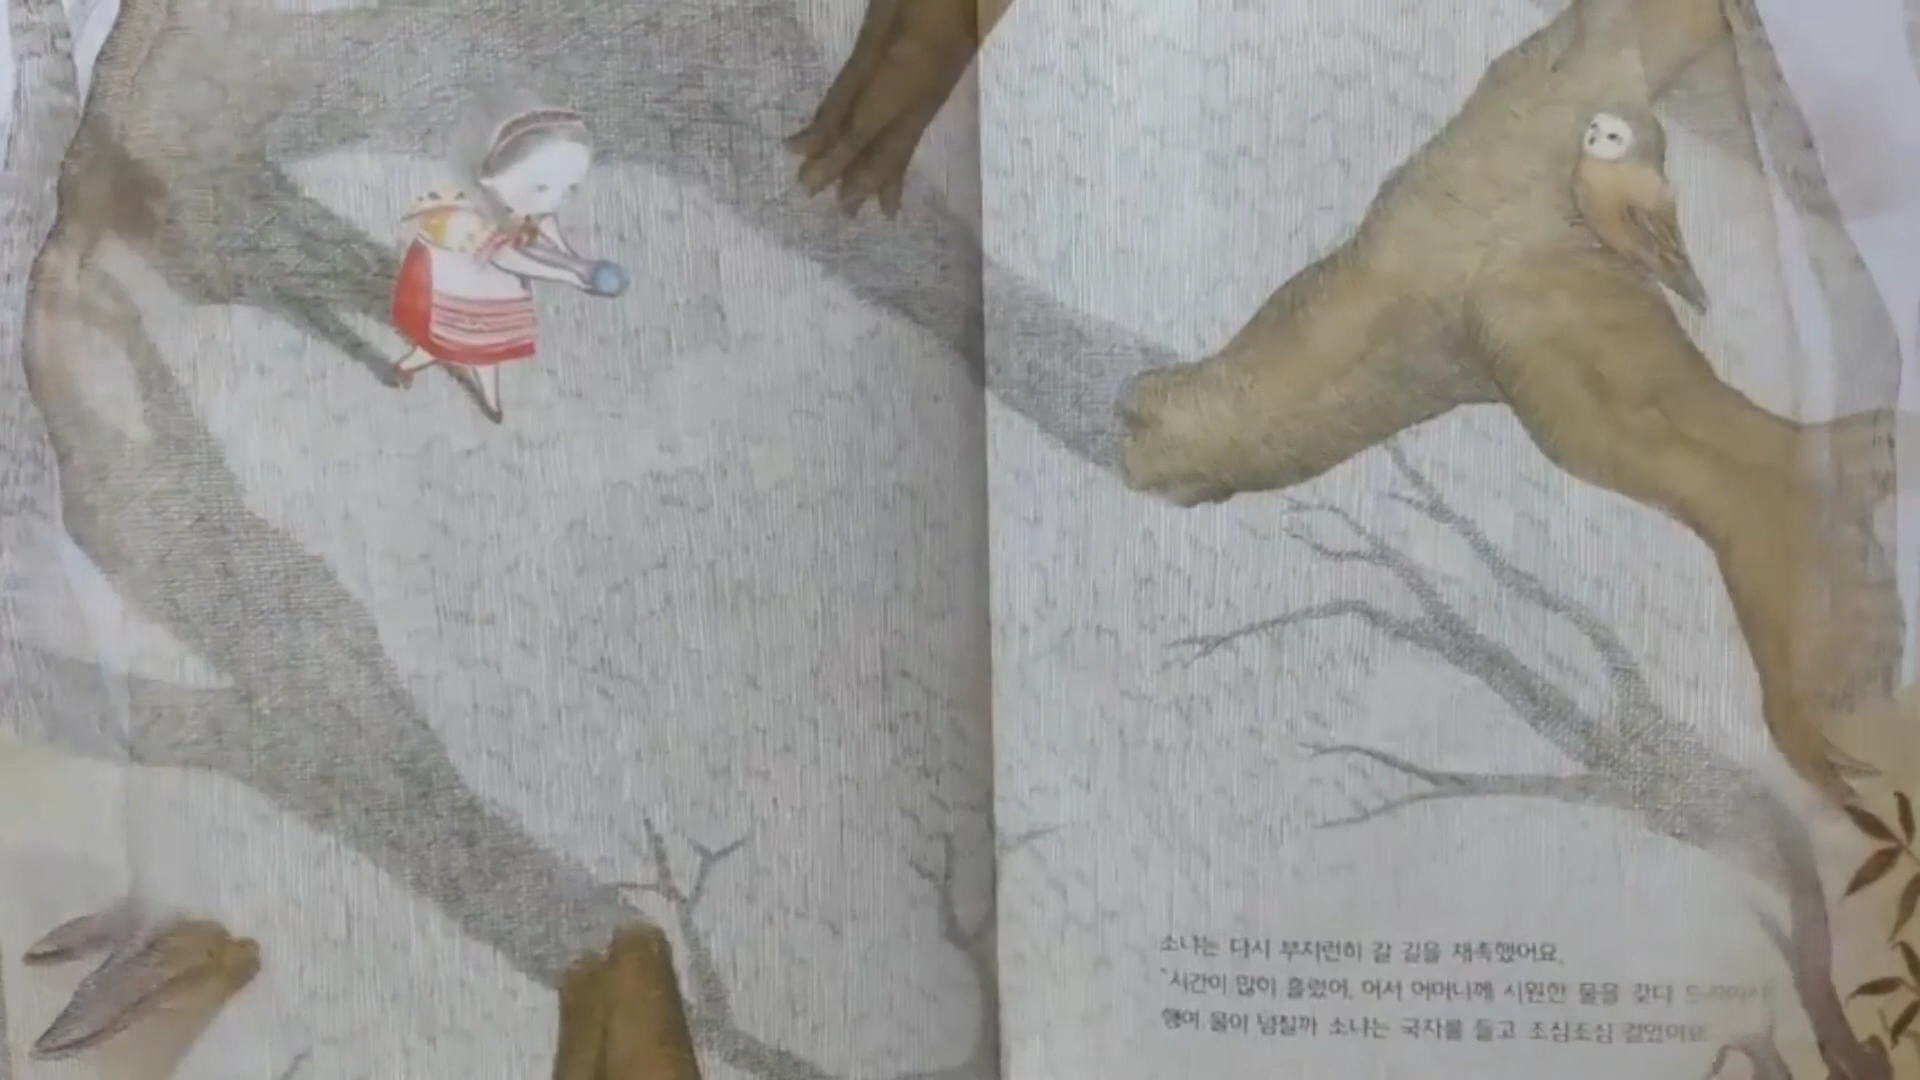 소냐는 다시 부지런히 갈 길을 재촉했어요.
"시간이 많이 흘렀어. 어서 어머니께 시원한 물을 갖다
행여 물이 넘칠까 소냐는 국자를 들고 조심조심 걸었어요